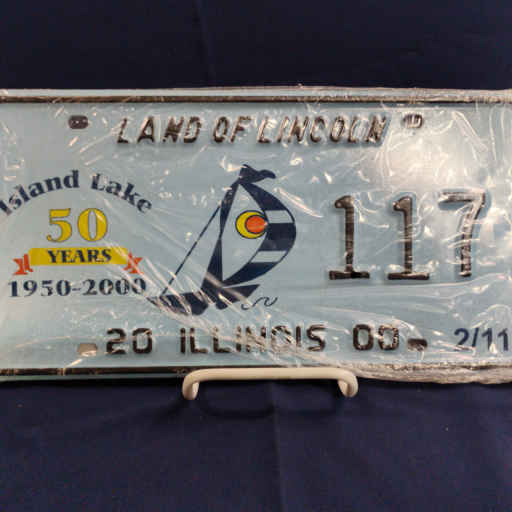 LAND OF LINCOLN
Island Lake
50
YEARS
1950-2000
117
20 ILLINOIS 00
2/11